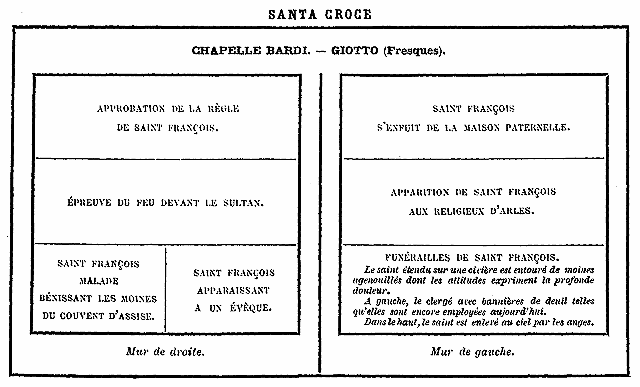 SANTA CROCE
CHAPELLE BARDI. — GIOTTO (Fresques).
APPROBATION DE LA RÈGLE
DE SAINT FRANÇOIS.
ÉPREUVE DU FEU DEVANT LE SULTAN.
SAINT FRANÇOIS
MALADE
BÉNISSANT LES MOINES
DU COUVENT D'ASSISE.
SAINT FRANÇOIS
APPARAISSANT
A UN ÉVÊQUE.
Mur de droite.
SAINT FRANÇOIS
S'ENFUIT DE LA MAISON PATERNELLE.
APPARITION DE SAINT FRANÇOIS
AUX RELIGIEUX D'ARLES.
FUNÉRAILLES DE SAINT FRANÇOIS.
Le saint étendu sur une civière est entouré de moines
agenouillés dont les attitudes expriment la profonde
douleur.
A gauche, le clergé avec bannières de deuil telles
qu'elles sont encore employées aujourd'hui.
Dans le haut, le saint est enlevé au ciel par les anges.
Mur de gauche.